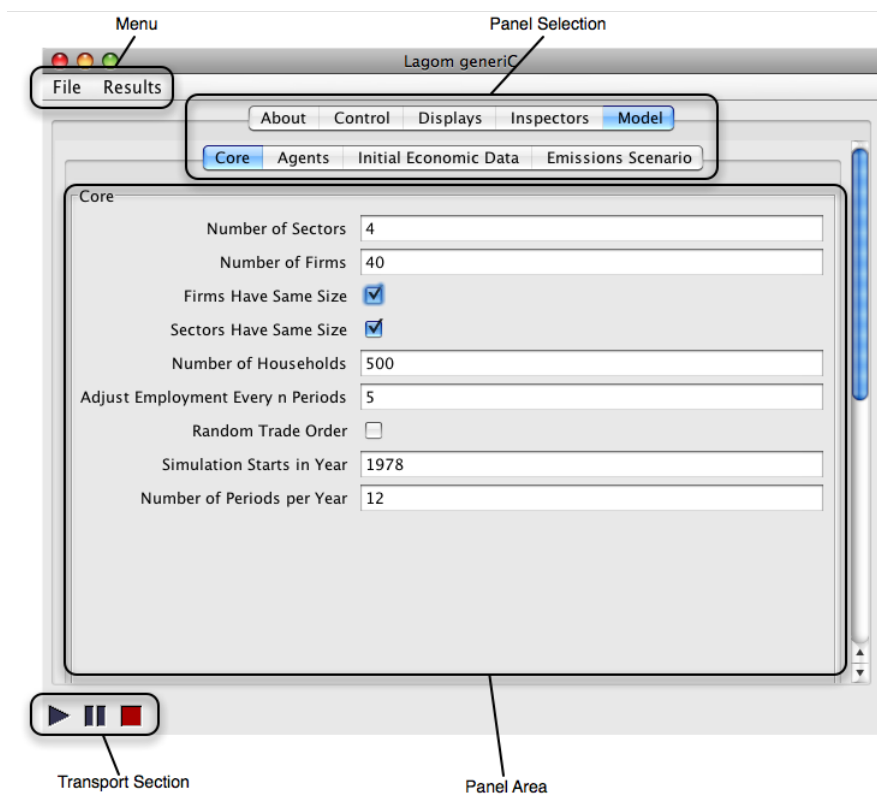 Menu
Panel Selection
Lagom generiC
File Results
About Control Displays Inspectors Model
Core Agents Initial Economic Data Emissions Scenario
Core
Number of Sectors 4
Number of Firms 40
Firms Have Same Size
Sectors Have Same Size
Number of Households 500
Adjust Employment Every n Periods 5
Random Trade Order
Simulation Starts in Year 1978
Number of Periods per Year 12
Transport Section
Panel Area